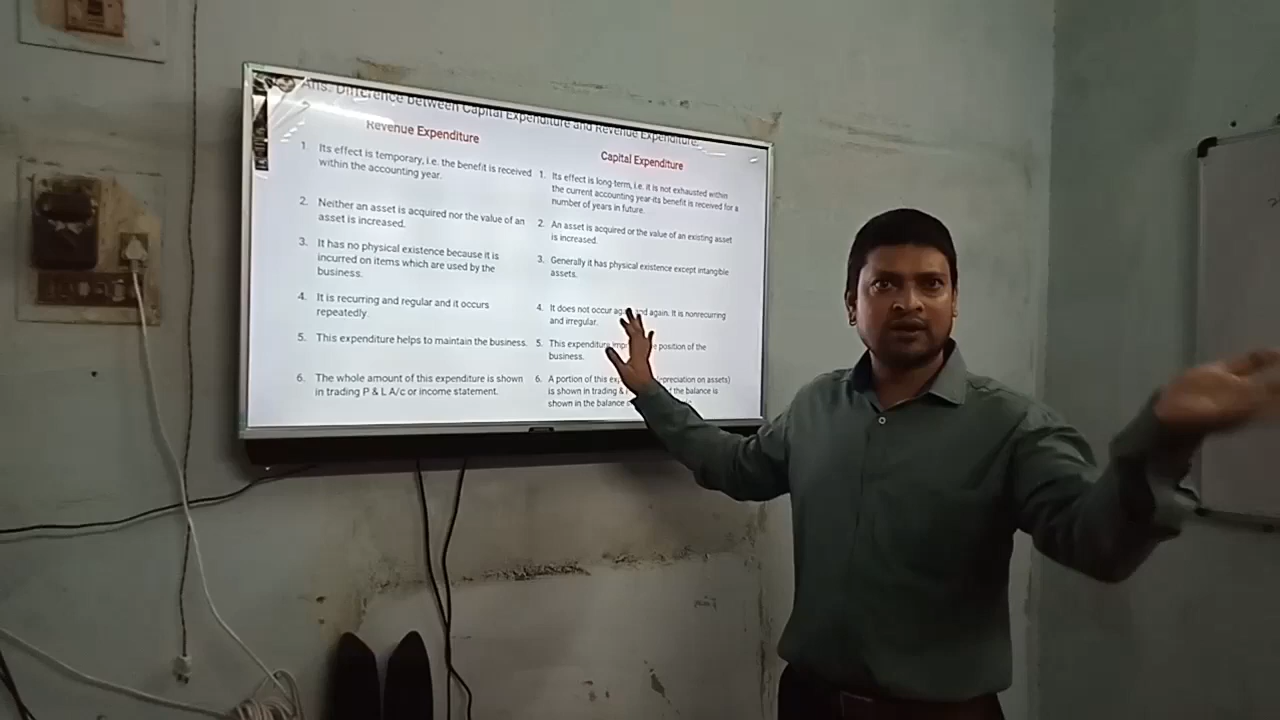 Ans. Difference between Capital Expenditure and Revenue Expenditure.
Revenue Expenditure
1. Its effect is temporary, i.e. the benefit is received
within the accounting year.
2. Neither an asset is acquired nor the value of an
asset is increased.
3. It has no physical existence because it is
incurred on items which are used by the
business.
4. It is recurring and regular and it occurs
repeatedly.
5. This expenditure helps to maintain the business.
6. The whole amount of this expenditure is shown
in trading P & L A/c or income statement.
Capital Expenditure
1. Its effect is long-term, i.e. it is not exhausted within
the current accounting year-its benefit is received for a
number of years in future.
2. An asset is acquired or the value of an existing asset
is increased.
3. Generally it has physical existence except intangible
assets.
4. It does not occur again and again. It is nonrecurring
and irregular.
5. This expenditure position of the
business.
6. A portion of this (depreciation on assets)
is shown in trading & the balance is
shown in the balance